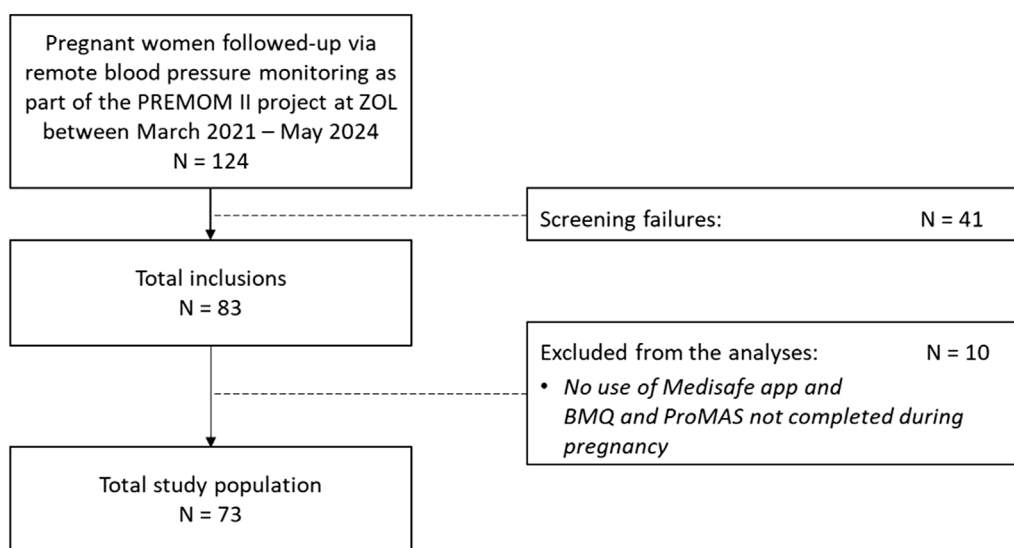 Pregnant women followed-up via
remote blood pressure monitoring as
part of the PREMOM II project at ZOL
between March 2021 – May 2024
N = 124
Screening failures: N = 41
Total inclusions
N = 83
Excluded from the analyses: N = 10
• No use of Medisafe app and
BMQ and ProMAS not completed during
pregnancy
Total study population
N = 73